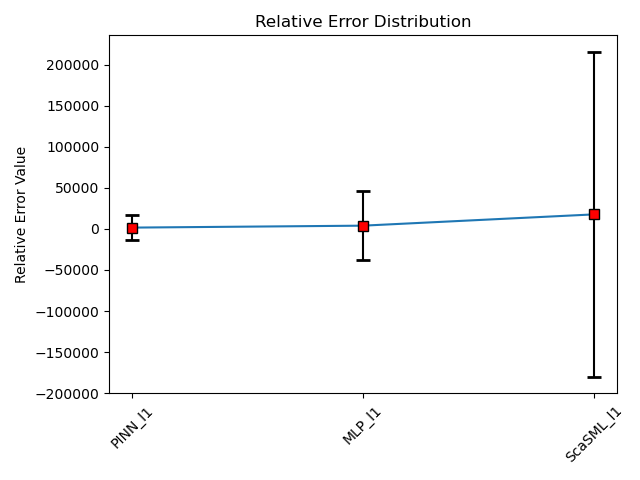 Relative Error Distribution
Relative Error Value
200000
150000
100000
50000
0
−50000
−100000
−150000
−200000
PINN_l1
MLP_l1
ScaSML_l1